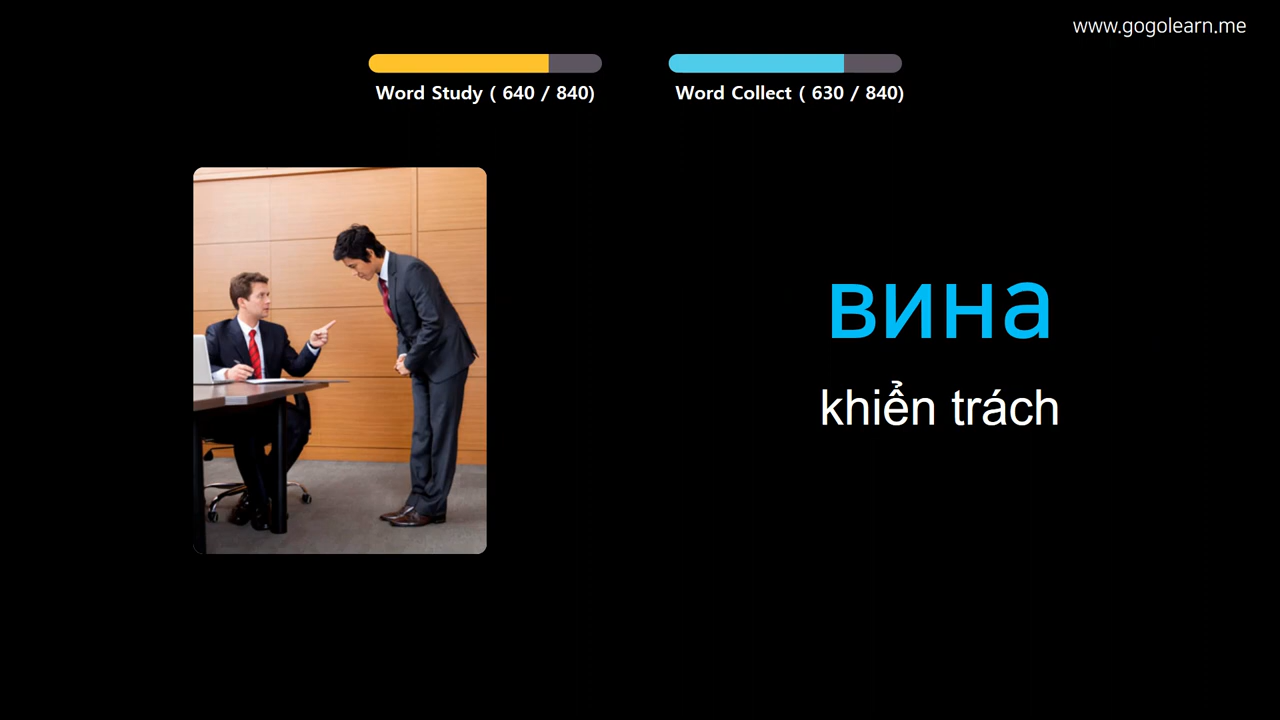 www.gogolearn.me
Word Study ( 640 / 840)
Word Collect ( 630 / 840)
вина
khiển trách